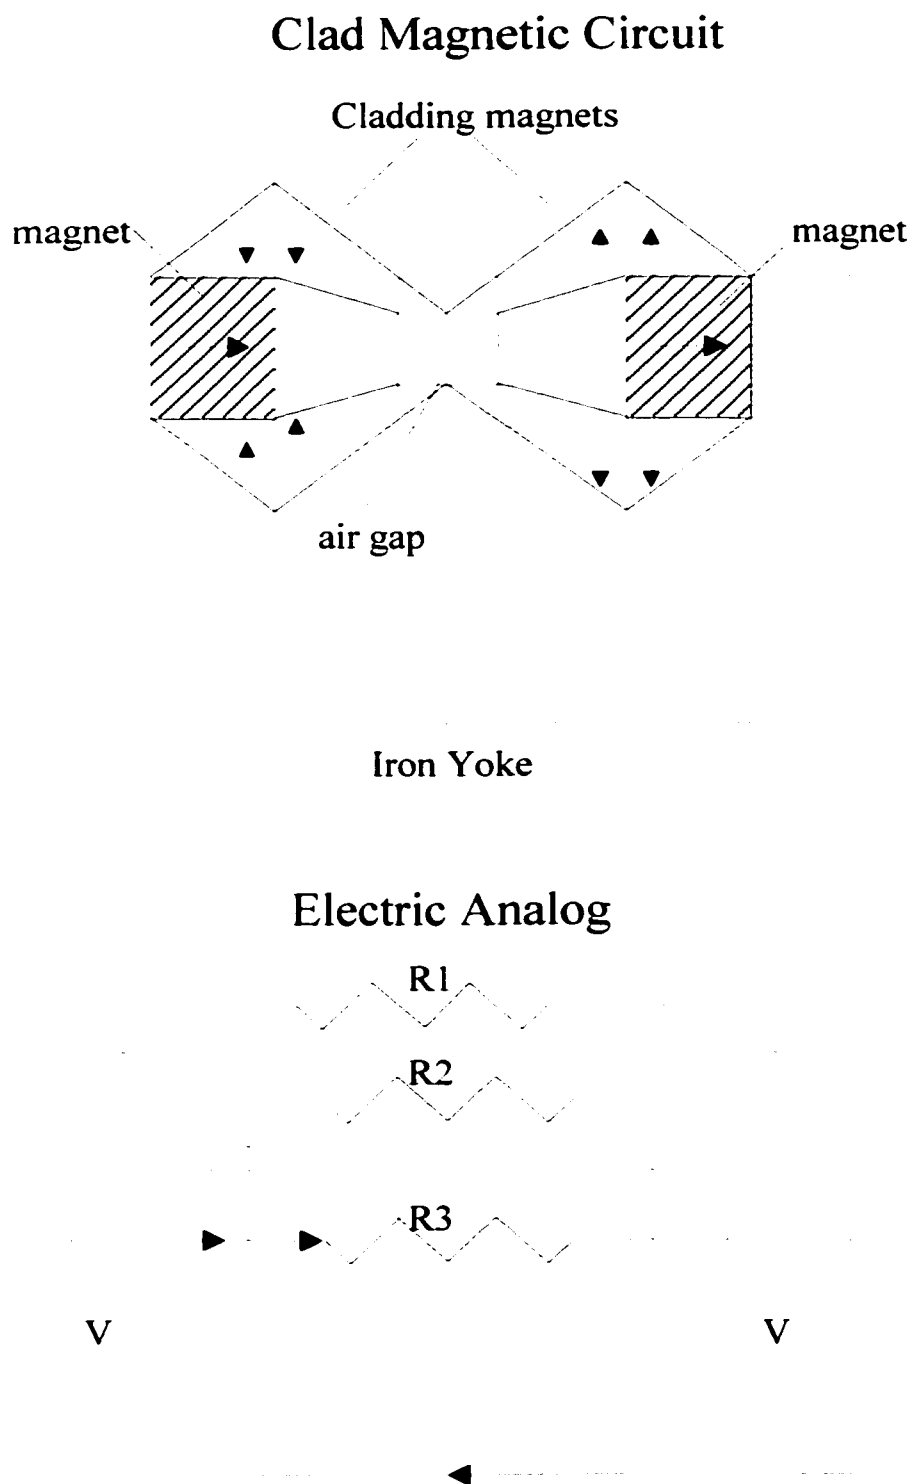 Clad Magnetic Circuit
Cladding magnets
magnet
magnet
air gap
Iron Yoke
Electric Analog
R1
R2
R3
V
V